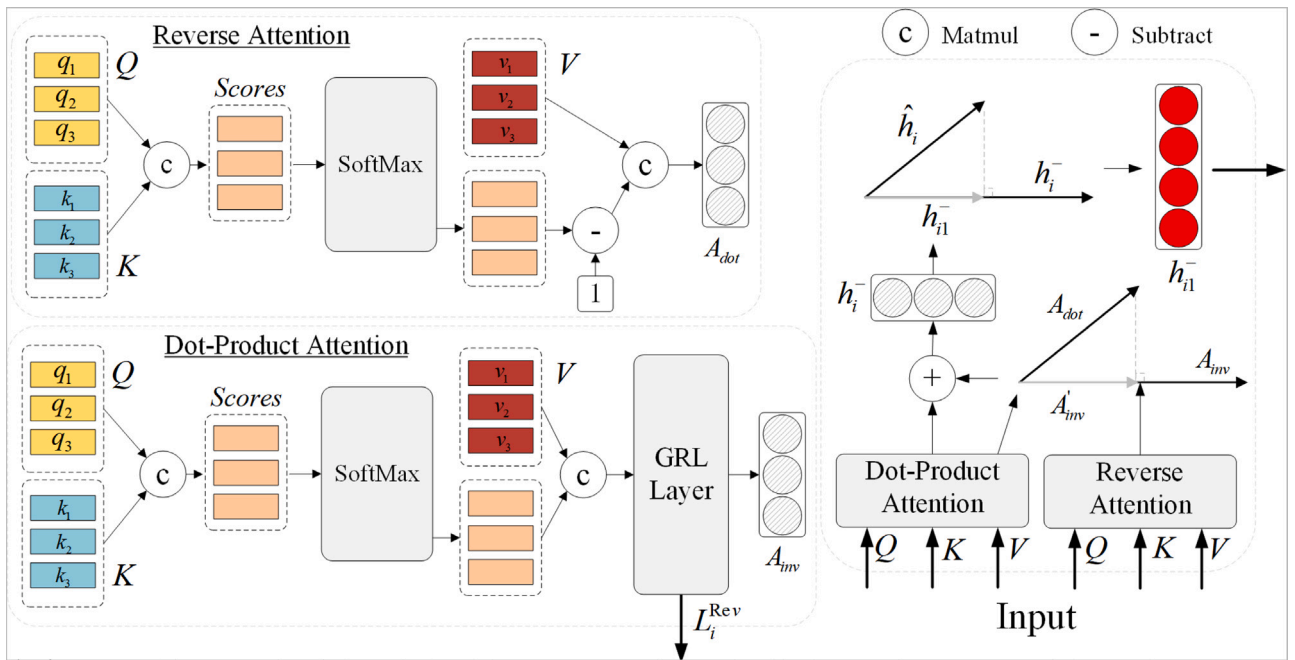 Reverse Attention
q₁
q₂
q₃
Q
k₁
k₂
k₃
K
c
Scores
SoftMax
v₁
v₂
v₃
V
-
1
c
A_dot
Dot-Product Attention
q₁
q₂
q₃
Q
k₁
k₂
k₃
K
c
Scores
SoftMax
v₁
v₂
v₃
V
c
GRL
Layer
A_inv
L_i^Rev
c Matmul
- Subtract
ĥ_i
h_i^-
h_i1^-
h_i1^-
h_i^-
+
A_dot
A'_inv
A_inv
Dot-Product
Attention
Reverse
Attention
Q K V Q K V
Input